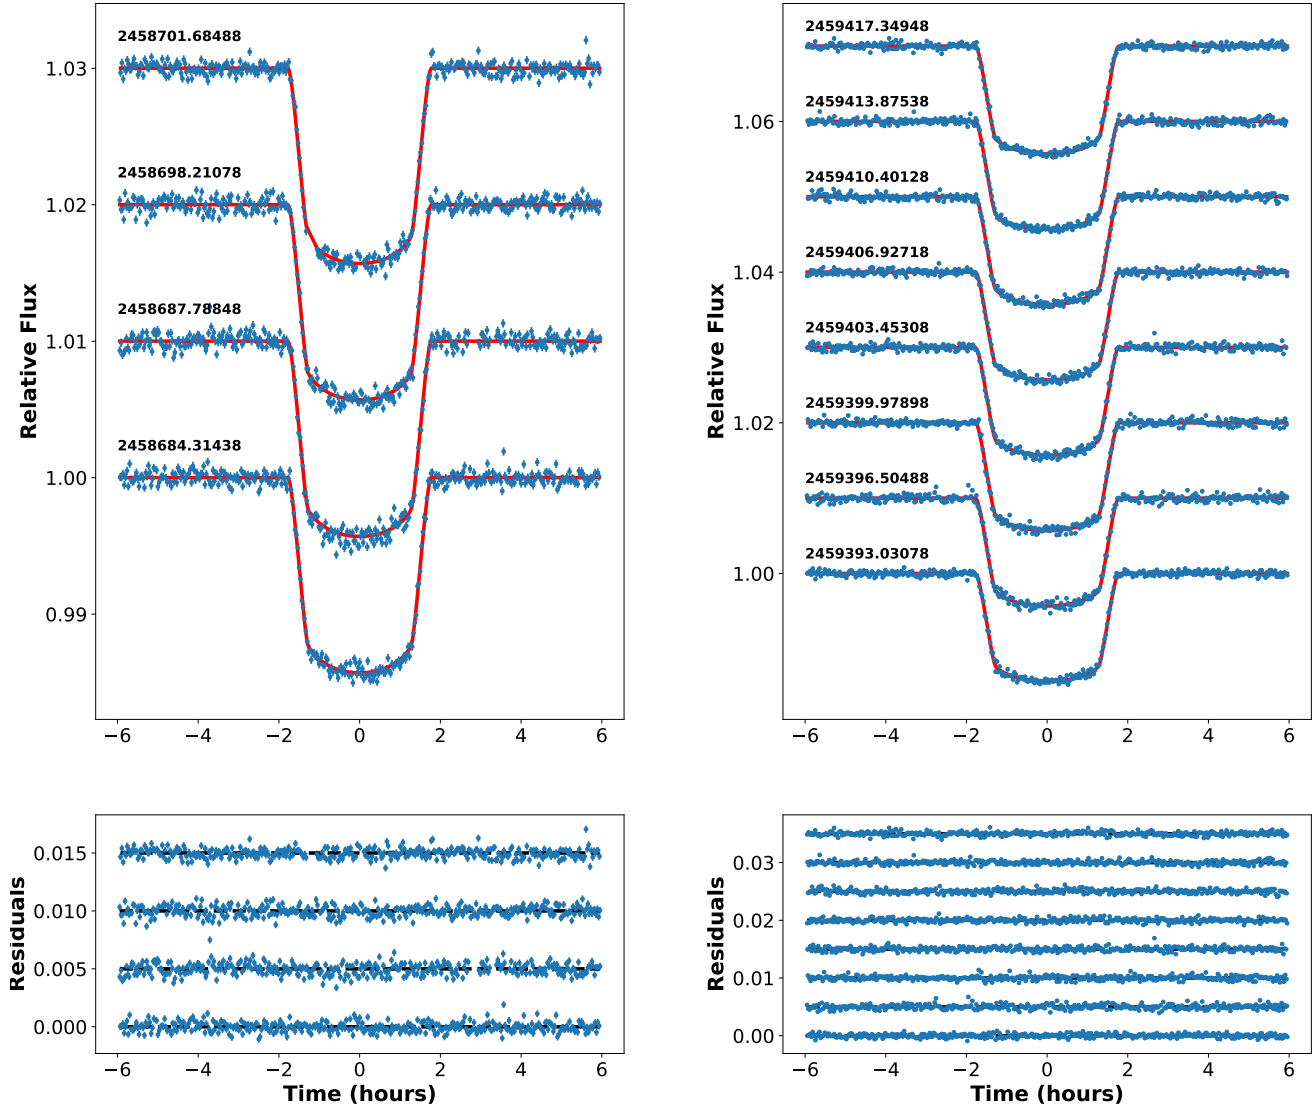 2458701.68488
1.03
2458698.21078
1.02
2458687.78848
1.01
2458684.31438
1.00
0.99
Relative Flux
−6 −4 −2 0 2 4 6
2459417.34948
2459413.87538
1.06
2459410.40128
2459406.92718
1.04
2459403.45308
2459399.97898
1.02
2459396.50488
2459393.03078
1.00
Relative Flux
−6 −4 −2 0 2 4 6
0.015
0.010
0.005
0.000
Residuals
−6 −4 −2 0 2 4 6
Time (hours)
0.03
0.02
0.01
0.00
Residuals
−6 −4 −2 0 2 4 6
Time (hours)